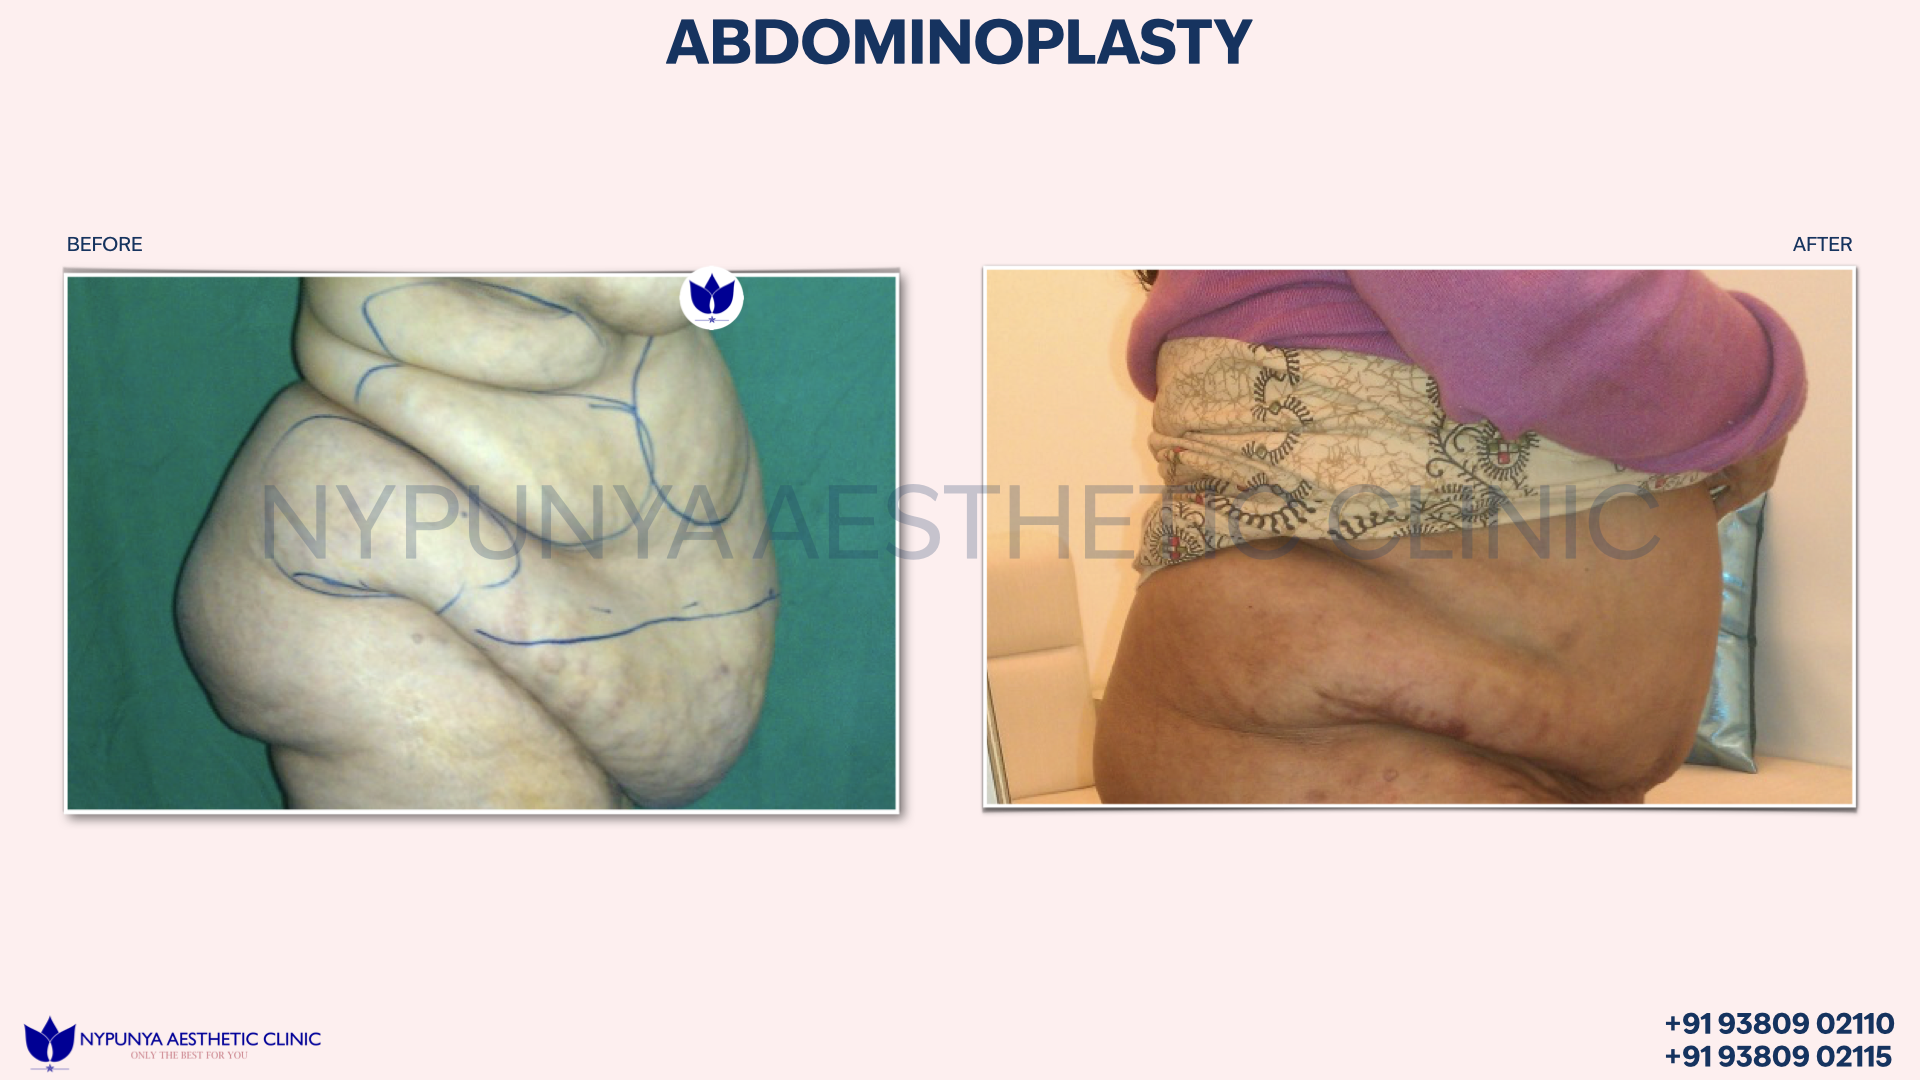 ABDOMINOPLASTY
BEFORE
AFTER
NYPUNYA AESTHETIC CLINIC
NYPUNYA AESTHETIC CLINIC
ONLY THE BEST FOR YOU
+91 93809 02110
+91 93809 02115